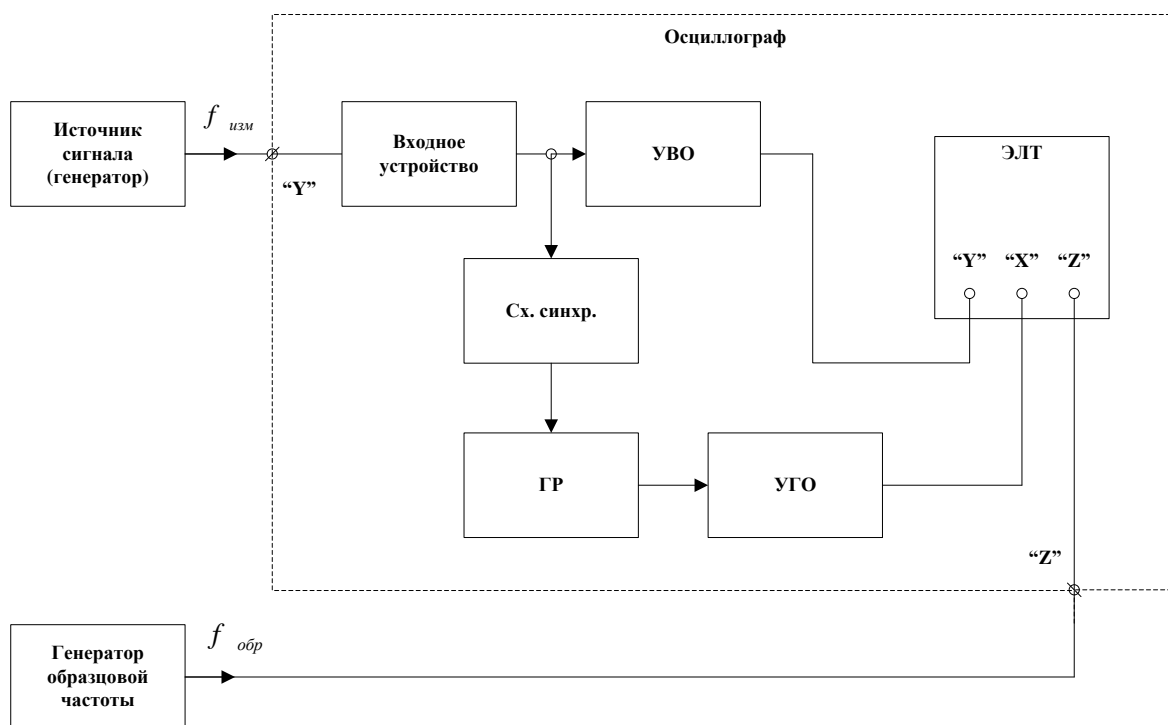 Осциллограф
f изм
Источник
сигнала
(генератор)
“Y”
Входное
устройство
УВО
ЭЛТ
“Y” “X” “Z”
Сх. синхр.
ГР
УГО
“Z”
f обр
Генератор
образцовой
частоты